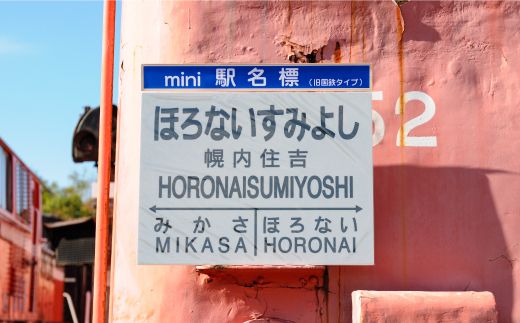 mini 駅名標（旧国鉄タイプ）
52
ほろないすみよし
幌内住吉
HORONAISUMIYOSHI
みかさ ほろない
MIKASA HORONAI